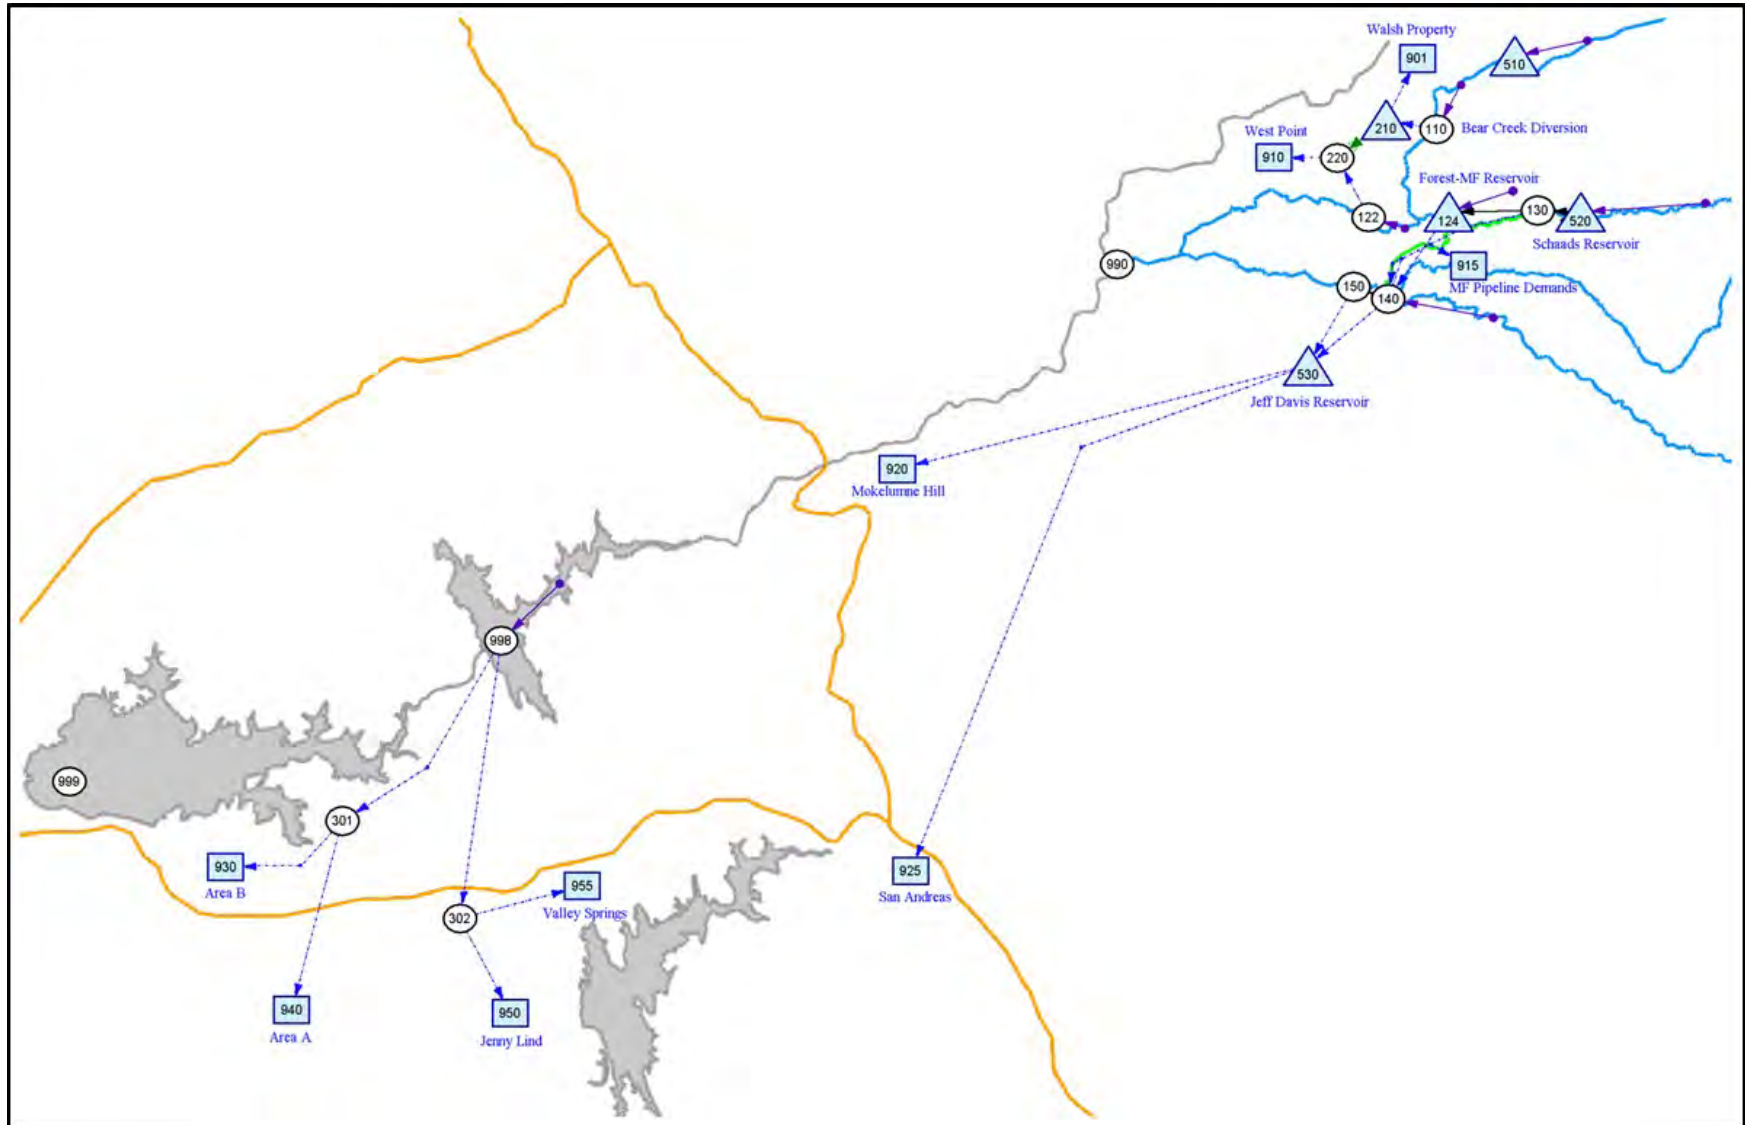 Walsh Property
901
510
210
110
Bear Creek Diversion
West Point
910
220
Forest-MF Reservoir
122
124
130
520
Schaads Reservoir
990
915
MF Pipeline Demands
150
140
530
Jeff Davis Reservoir
920
Mokelumne Hill
998
999
301
930
Area B
302
955
Valley Springs
925
San Andreas
940
Area A
950
Jenny Lind